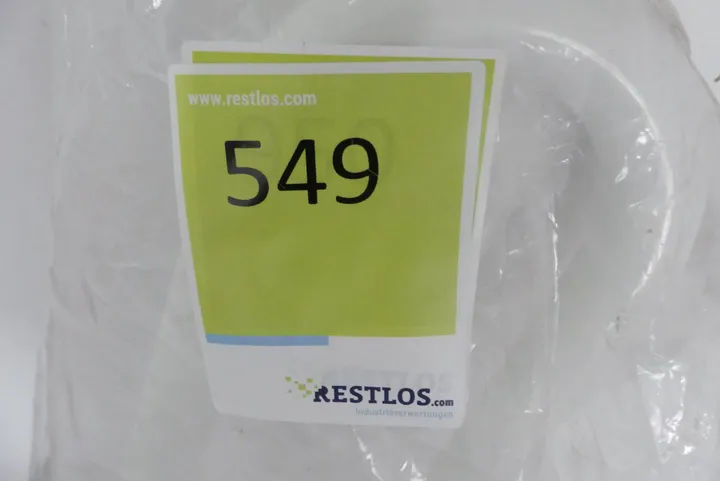 www.restlos.com
549
RESTLOS.com
Industrieverwertungen